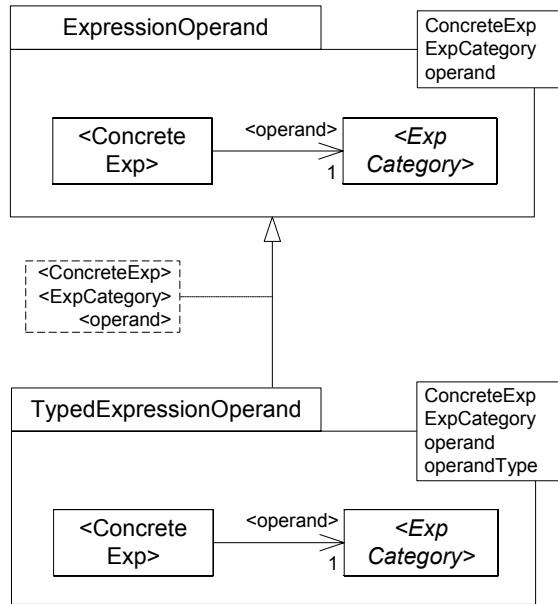 ExpressionOperand
ConcreteExp
ExpCategory
operand
<Concrete
Exp>
<operand>
1
<Exp
Category>
<ConcreteExp>
<ExpCategory>
<operand>
TypedExpressionOperand
ConcreteExp
ExpCategory
operand
operandType
<Concrete
Exp>
<operand>
1
<Exp
Category>